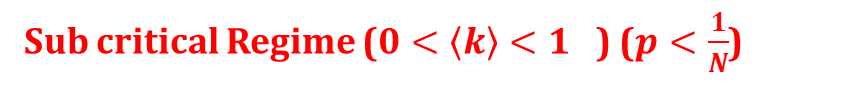 Sub critical Regime (0 < ⟨k⟩ < 1 ) (p < 1/N)